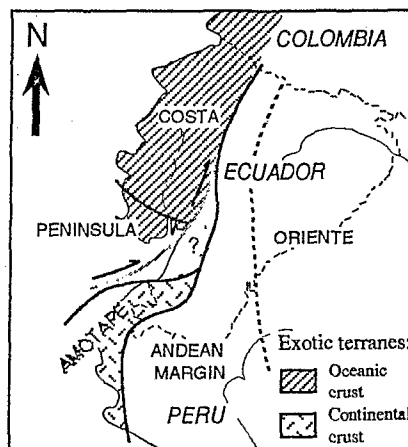 N
COLOMBIA
COSTA
ECUADOR
PENINSULA
?
ORIENTE
AMOTAPE
ANDEAN
MARGIN
PERU
Exotic terranes:
Oceanic
crust
Continental
crust